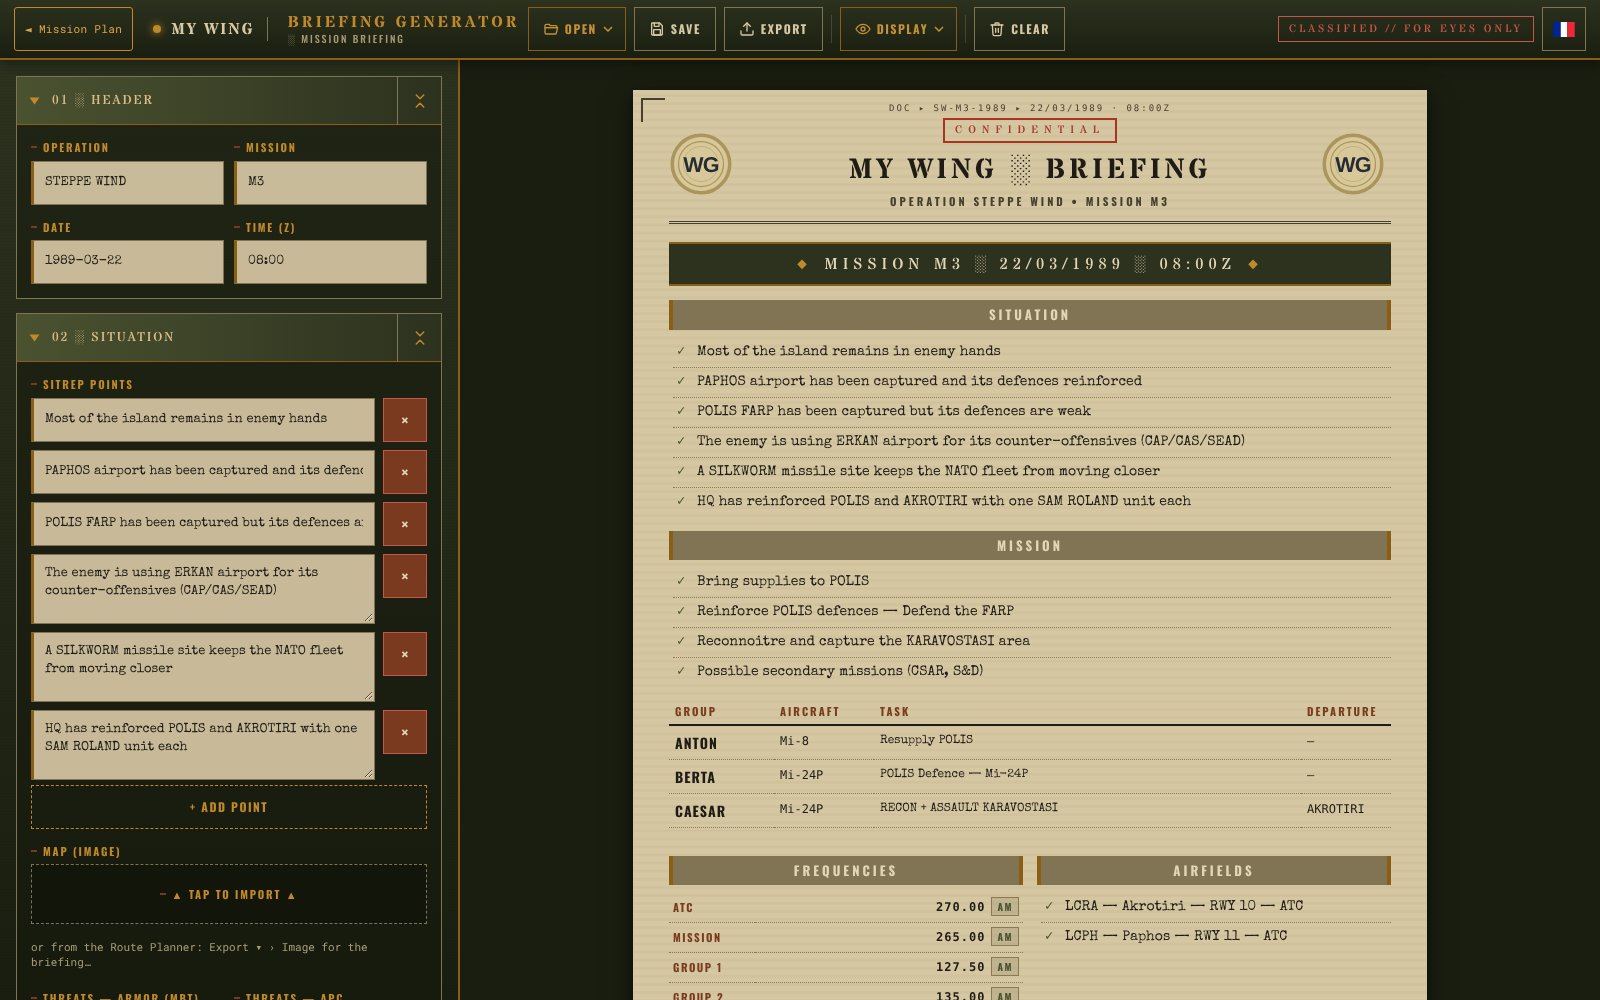 ◄ Mission Plan
MY WING
BRIEFING GENERATOR
░ MISSION BRIEFING
OPEN
SAVE
EXPORT
DISPLAY
CLEAR
CLASSIFIED // FOR EYES ONLY
▼ 01 ░ HEADER
— OPERATION
— MISSION
STEPPE WIND
M3
— DATE
— TIME (Z)
1989-03-22
08:00
▼ 02 ░ SITUATION
— SITREP POINTS
Most of the island remains in enemy hands
×
PAPHOS airport has been captured and its defenc
×
POLIS FARP has been captured but its defences a
×
The enemy is using ERKAN airport for its
counter-offensives (CAP/CAS/SEAD)
×
A SILKWORM missile site keeps the NATO fleet
from moving closer
×
HQ has reinforced POLIS and AKROTIRI with one
SAM ROLAND unit each
×
+ ADD POINT
— MAP (IMAGE)
— ▲ TAP TO IMPORT ▲
or from the Route Planner: Export ▾ › Image for the
briefing…
— THREATS — ARMOR (MBT)
— THREATS — APC
DOC ▸ SW-M3-1989 ▸ 22/03/1989 · 08:00Z
CONFIDENTIAL
WG
MY WING ░ BRIEFING
WG
OPERATION STEPPE WIND • MISSION M3
◆ MISSION M3 ░ 22/03/1989 ░ 08:00Z ◆
SITUATION
✓ Most of the island remains in enemy hands
✓ PAPHOS airport has been captured and its defences reinforced
✓ POLIS FARP has been captured but its defences are weak
✓ The enemy is using ERKAN airport for its counter-offensives (CAP/CAS/SEAD)
✓ A SILKWORM missile site keeps the NATO fleet from moving closer
✓ HQ has reinforced POLIS and AKROTIRI with one SAM ROLAND unit each
MISSION
✓ Bring supplies to POLIS
✓ Reinforce POLIS defences — Defend the FARP
✓ Reconnoitre and capture the KARAVOSTASI area
✓ Possible secondary missions (CSAR, S&D)
GROUP AIRCRAFT TASK DEPARTURE
ANTON Mi-8 Resupply POLIS —
BERTA Mi-24P POLIS Defence — Mi-24P —
CAESAR Mi-24P RECON + ASSAULT KARAVOSTASI AKROTIRI
FREQUENCIES
ATC 270.00 AM
MISSION 265.00 AM
GROUP 1 127.50 AM
GROUP 2 135.00 AM
AIRFIELDS
✓ LCRA — Akrotiri — RWY 10 — ATC
✓ LCPH — Paphos — RWY 11 — ATC